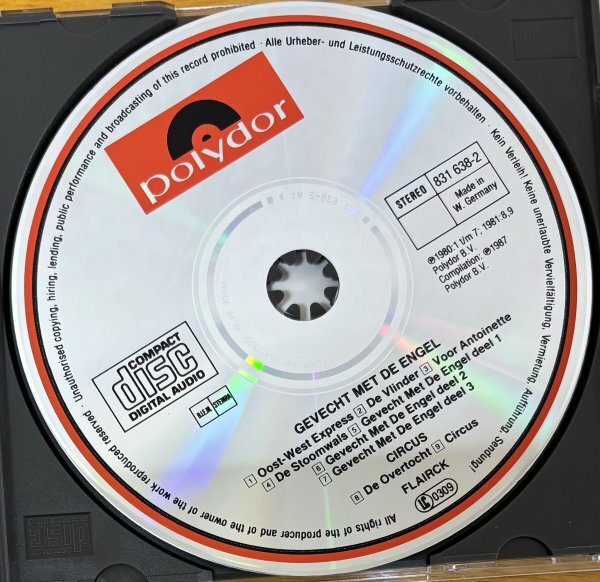 Unauthorised copying, hiring, lending, public performance and broadcasting of this record prohibited · Alle Urheber- und Leistungsschutzrechte vorbehalten · Kein Verleih! Keine unerlaubte Vervielfältigung, Vermietung, Aufführung, Sendung!
All rights of the producer and of the owner of the work reproduced reserved ·
polydor
STEREO 831 638-2
Made in
W. Germany
℗1980:1 t/m 7; 1981:8,9
Polydor B.V.
Compilation: ℗1987
Polydor B.V.
COMPACT
disc
DIGITAL AUDIO
B.I.E.M. STEMRA
GEVECHT MET DE ENGEL
1 Oost-West Express 2 De Vlinder 3 Voor Antoinette
4 De Stoomwals 5 Gevecht Met De Engel deel 1
6 Gevecht Met De Engel deel 2
7 Gevecht Met De Engel deel 3
CIRCUS
8 De Overtocht 9 Circus
FLAIRCK
LC 0309
COMPACT
disc